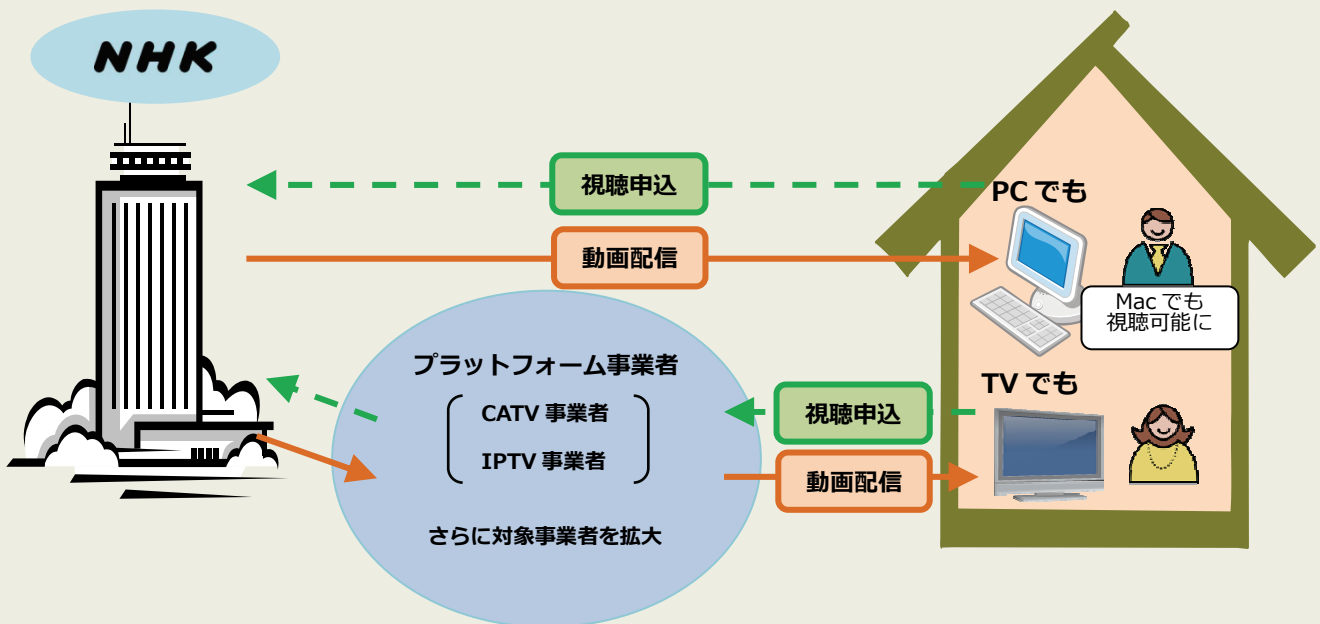 NHK
視聴申込
PC でも
動画配信
Mac でも
視聴可能に
プラットフォーム事業者
CATV 事業者
IPTV 事業者
さらに対象事業者を拡大
TV でも
視聴申込
動画配信